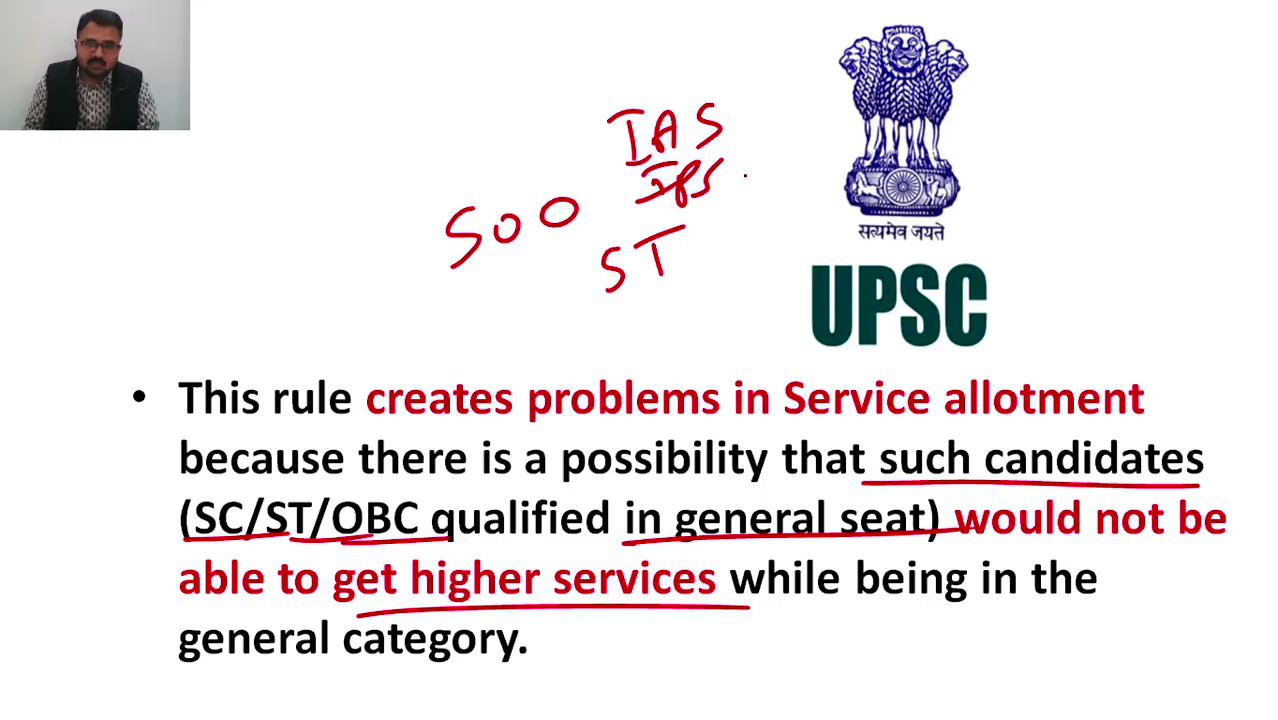 IAS
IPS
500
ST
सत्यमेव जयते
UPSC
• This rule creates problems in Service allotment
because there is a possibility that such candidates
(SC/ST/OBC qualified in general seat) would not be
able to get higher services while being in the
general category.